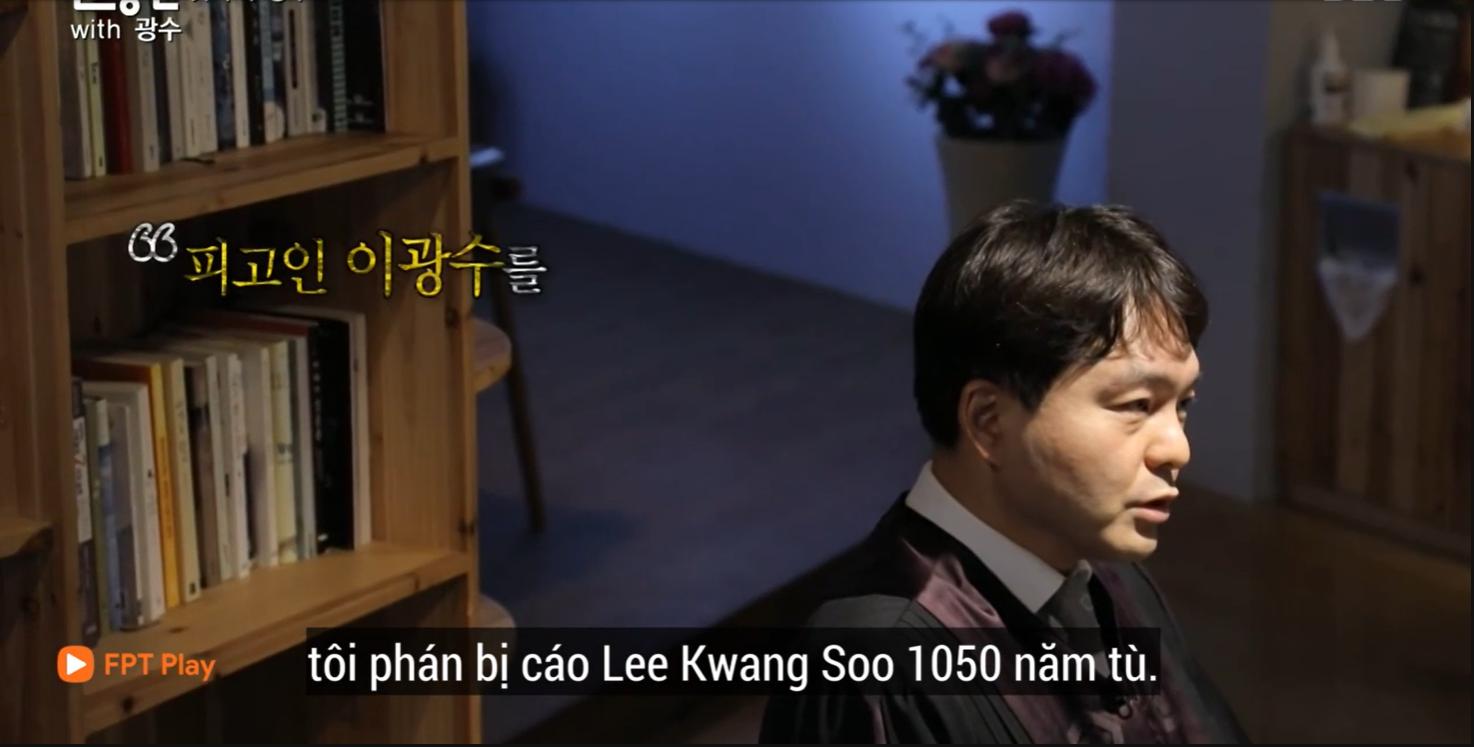 with 광수
피고인 이광수를
FPT Play
tôi phán bị cáo Lee Kwang Soo 1050 năm tù.